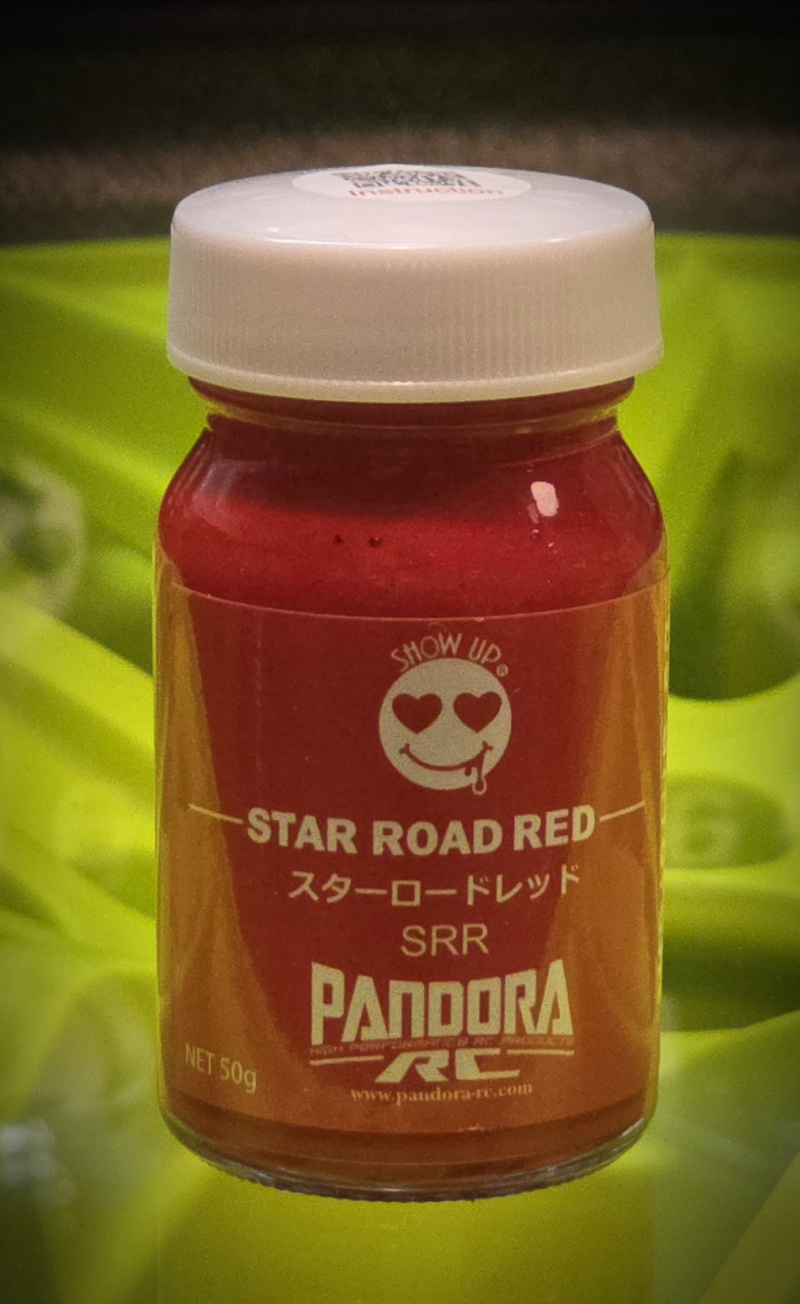 Instruction
SHOW UP®
STAR ROAD RED
スターロードレッド
SRR
PANDORA
HIGH PERFORMANCE RC PRODUCTS
RC
NET 50g
www.pandora-rc.com